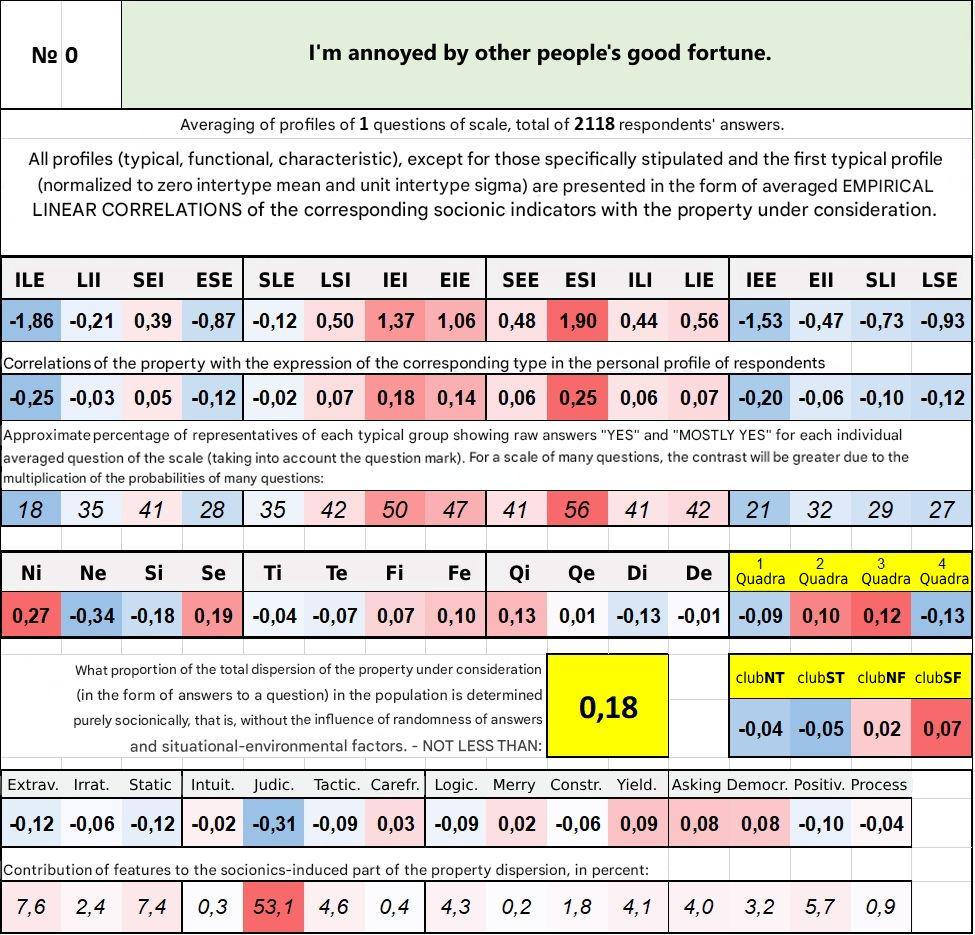 № 0
I'm annoyed by other people's good fortune.
Averaging of profiles of 1 questions of scale, total of 2118 respondents' answers.
All profiles (typical, functional, characteristic), except for those specifically stipulated and the first typical profile
(normalized to zero intertype mean and unit intertype sigma) are presented in the form of averaged EMPIRICAL
LINEAR CORRELATIONS of the corresponding socionic indicators with the property under consideration.
ILE LII SEI ESE SLE LSI IEI EIE SEE ESI ILI LIE IEE EII SLI LSE
-1,86 -0,21 0,39 -0,87 -0,12 0,50 1,37 1,06 0,48 1,90 0,44 0,56 -1,53 -0,47 -0,73 -0,93
Correlations of the property with the expression of the corresponding type in the personal profile of respondents
-0,25 -0,03 0,05 -0,12 -0,02 0,07 0,18 0,14 0,06 0,25 0,06 0,07 -0,20 -0,06 -0,10 -0,12
Approximate percentage of representatives of each typical group showing raw answers "YES" and "MOSTLY YES" for each individual
averaged question of the scale (taking into account the question mark). For a scale of many questions, the contrast will be greater due to the
multiplication of the probabilities of many questions:
18 35 41 28 35 42 50 47 41 56 41 42 21 32 29 27
Ni Ne Si Se Ti Te Fi Fe Qi Qe Di De 1 Quadra 2 Quadra 3 Quadra 4 Quadra
0,27 -0,34 -0,18 0,19 -0,04 -0,07 0,07 0,10 0,13 0,01 -0,13 -0,01 -0,09 0,10 0,12 -0,13
What proportion of the total dispersion of the property under consideration
(in the form of answers to a question) in the population is determined
purely socionically, that is, without the influence of randomness of answers
and situational-environmental factors. - NOT LESS THAN:
0,18
clubNT clubST clubNF clubSF
-0,04 -0,05 0,02 0,07
Extrav. Irrat. Static Intuit. Judic. Tactic. Carefr. Logic. Merry Constr. Yield. Asking Democr. Positiv. Process
-0,12 -0,06 -0,12 -0,02 -0,31 -0,09 0,03 -0,09 0,02 -0,06 0,09 0,08 0,08 -0,10 -0,04
Contribution of features to the socionics-induced part of the property dispersion, in percent:
7,6 2,4 7,4 0,3 53,1 4,6 0,4 4,3 0,2 1,8 4,1 4,0 3,2 5,7 0,9